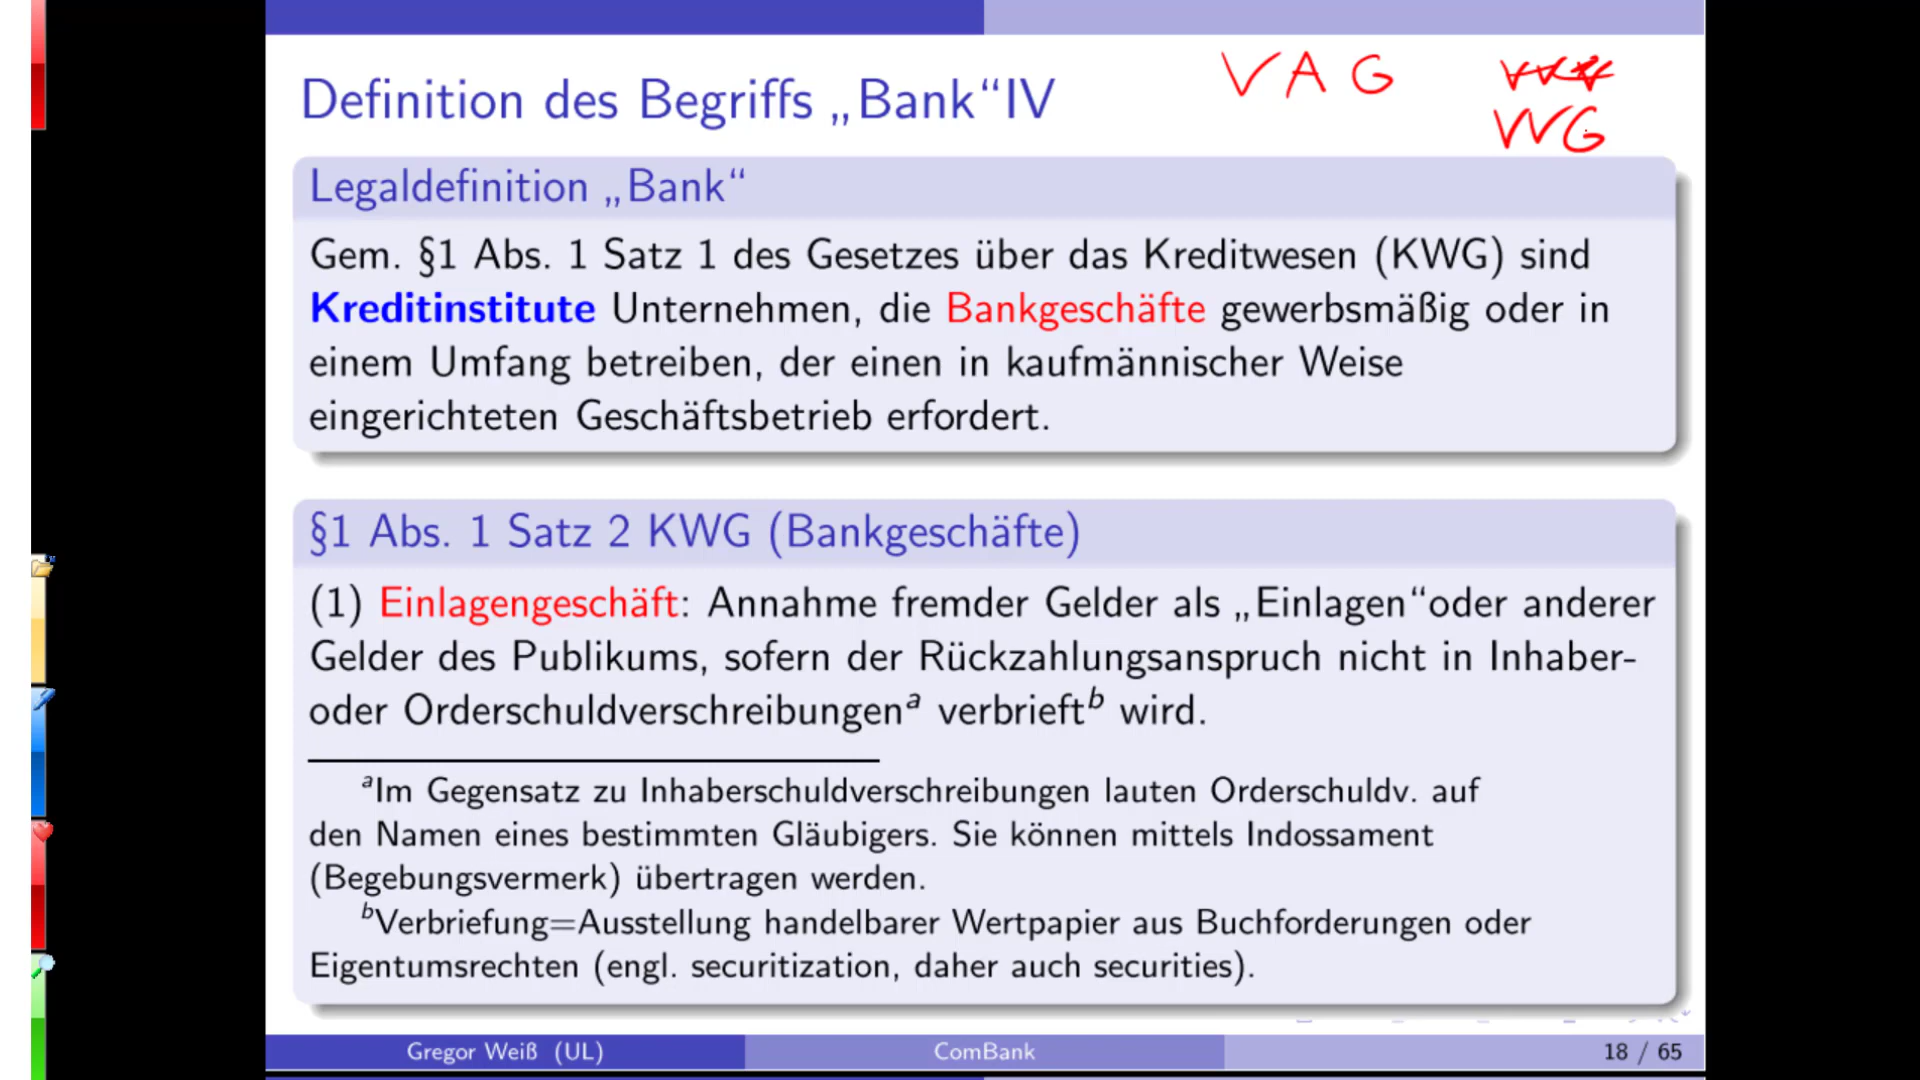 VAG
VVG
Definition des Begriffs „Bank“IV
Legaldefinition „Bank“
Gem. §1 Abs. 1 Satz 1 des Gesetzes über das Kreditwesen (KWG) sind
Kreditinstitute Unternehmen, die Bankgeschäfte gewerbsmäßig oder in
einem Umfang betreiben, der einen in kaufmännischer Weise
eingerichteten Geschäftsbetrieb erfordert.
§1 Abs. 1 Satz 2 KWG (Bankgeschäfte)
(1) Einlagengeschäft: Annahme fremder Gelder als „Einlagen“oder anderer
Gelder des Publikums, sofern der Rückzahlungsanspruch nicht in Inhaber-
oder Orderschuldverschreibungenᵃ verbrieftᵇ wird.
ᵃIm Gegensatz zu Inhaberschuldverschreibungen lauten Orderschuldv. auf
den Namen eines bestimmten Gläubigers. Sie können mittels Indossament
(Begebungsvermerk) übertragen werden.
ᵇVerbriefung=Ausstellung handelbarer Wertpapier aus Buchforderungen oder
Eigentumsrechten (engl. securitization, daher auch securities).
Gregor Weiß (UL)
ComBank
18 / 65